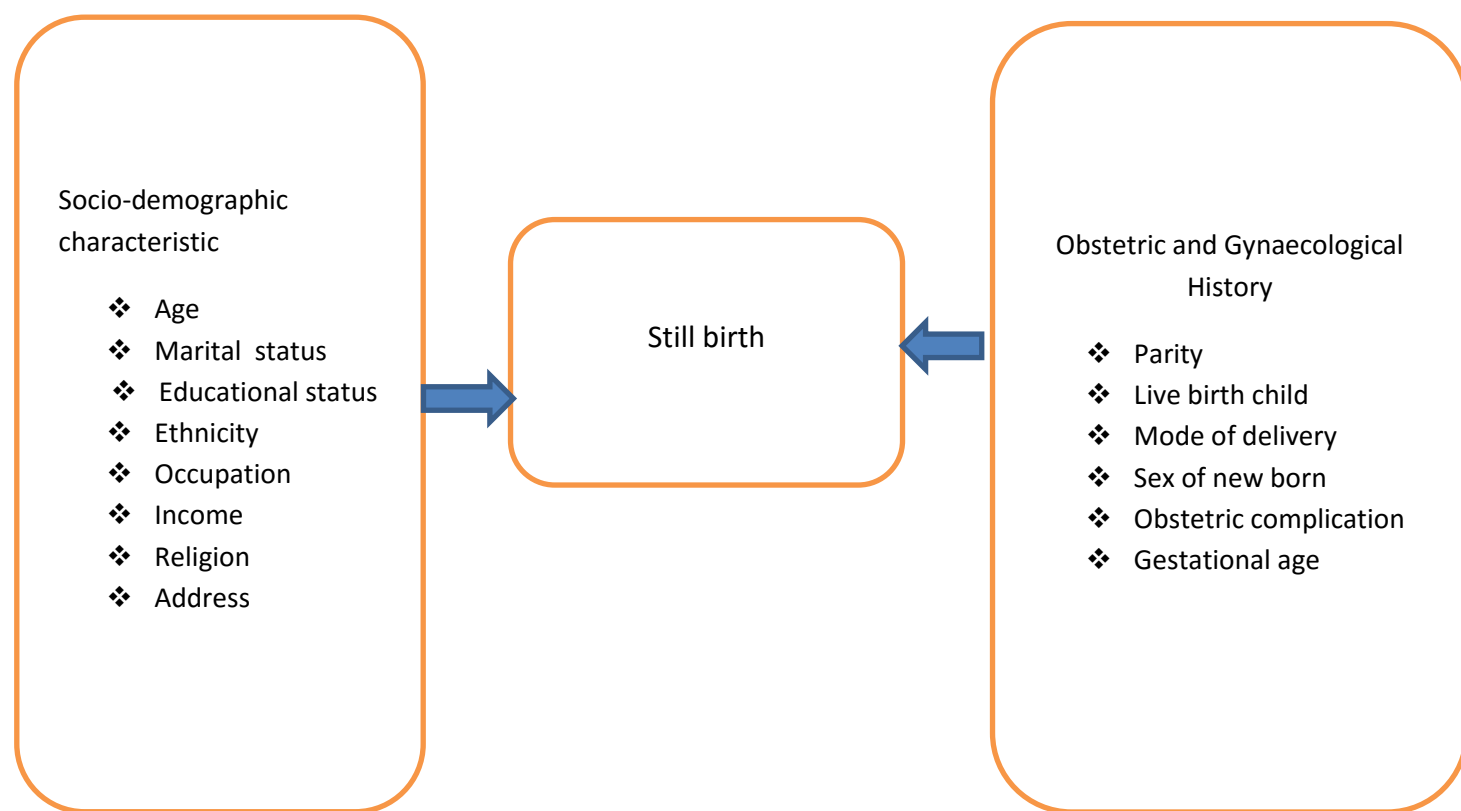 Socio-demographic
characteristic
❖ Age
❖ Marital status
❖ Educational status
❖ Ethnicity
❖ Occupation
❖ Income
❖ Religion
❖ Address
Still birth
Obstetric and Gynaecological
History
❖ Parity
❖ Live birth child
❖ Mode of delivery
❖ Sex of new born
❖ Obstetric complication
❖ Gestational age